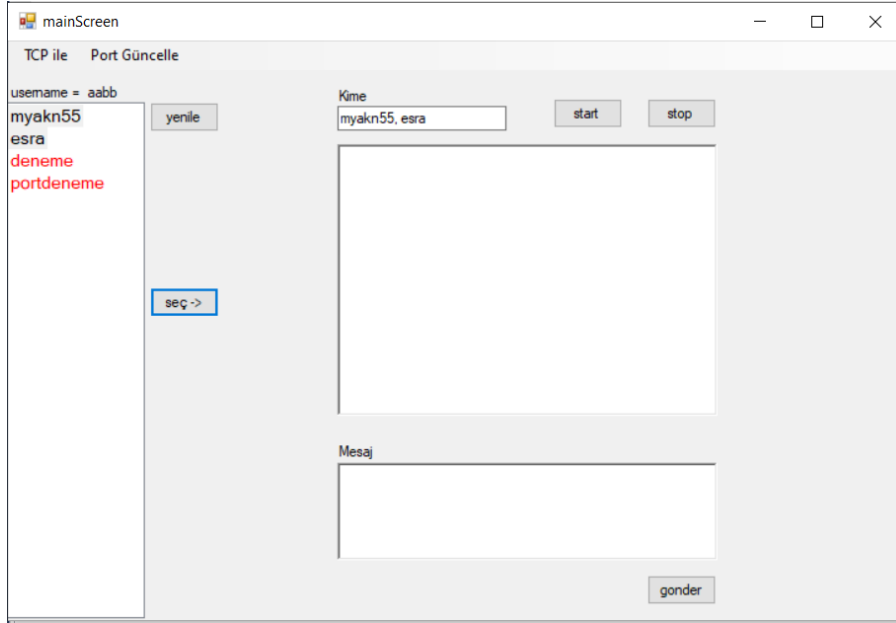 mainScreen
TCP ile Port Güncelle
username = aabb
myakn55
esra
deneme
portdeneme
yenile
seç ->
Kime
myakn55, esra
start
stop
Mesaj
gonder